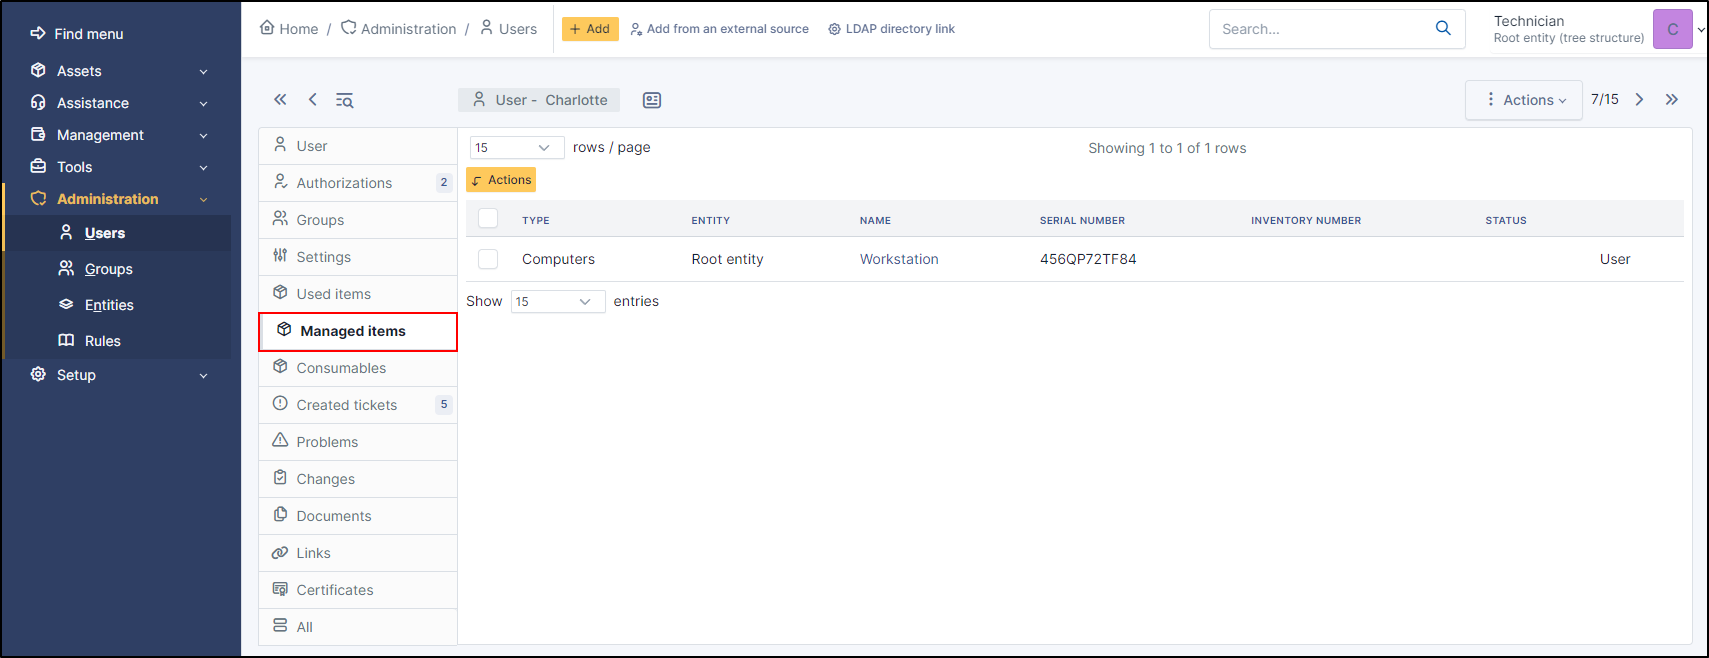 Find menu
Assets
Assistance
Management
Tools
Administration
Users
Groups
Entities
Rules
Setup
Home / Administration / Users
+ Add
Add from an external source
LDAP directory link
Search...
Technician
Root entity (tree structure)
C
User - Charlotte
Actions
7/15
User
Authorizations 2
Groups
Settings
Used items
Managed items
Consumables
Created tickets 5
Problems
Changes
Documents
Links
Certificates
All
15 rows / page
Showing 1 to 1 of 1 rows
Actions
TYPE ENTITY NAME SERIAL NUMBER INVENTORY NUMBER STATUS
Computers Root entity Workstation 456QP72TF84 User
Show 15 entries